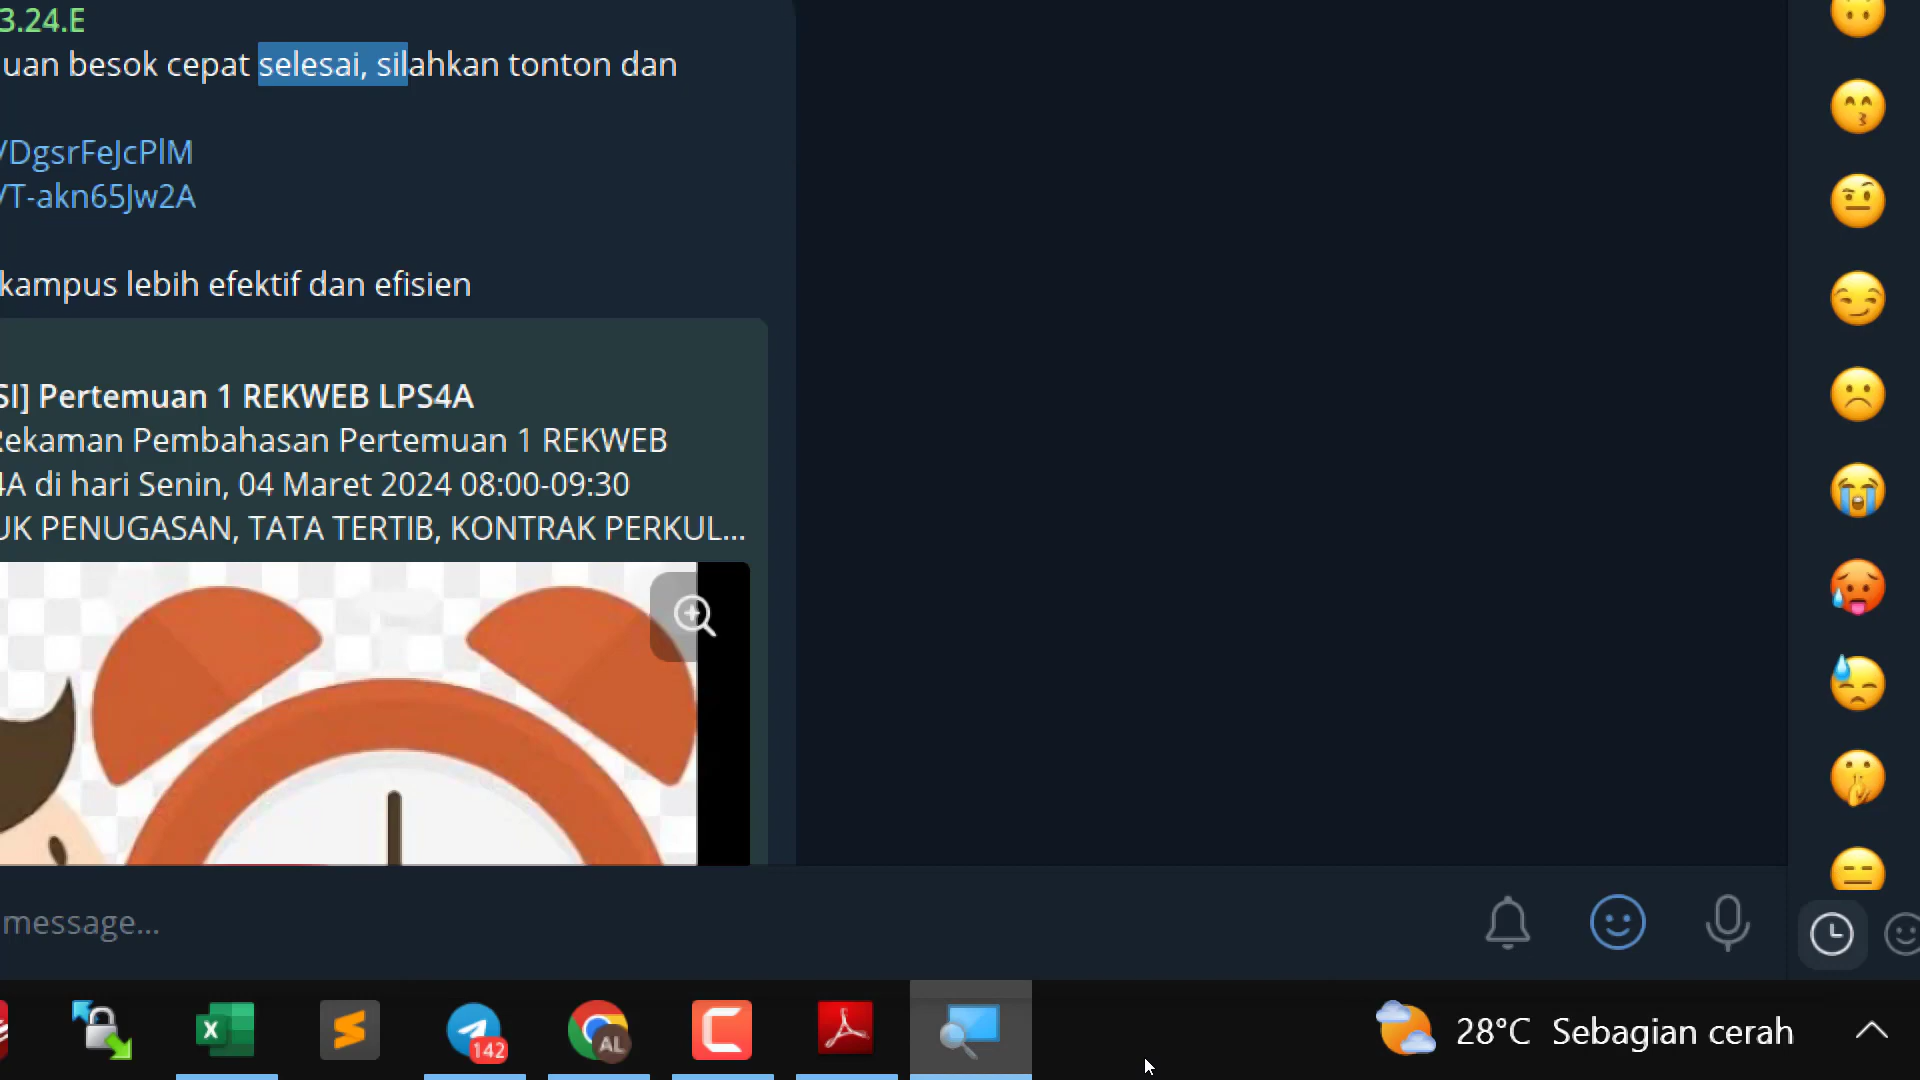 3.24.E
uan besok cepat selesai, silahkan tonton dan
/DgsrFeJcPlM
/T-akn65Jw2A
kampus lebih efektif dan efisien
SI] Pertemuan 1 REKWEB LPS4A
Rekaman Pembahasan Pertemuan 1 REKWEB
4A di hari Senin, 04 Maret 2024 08:00-09:30
UK PENUGASAN, TATA TERTIB, KONTRAK PERKUL...
message...
142
AL
28°C Sebagian cerah